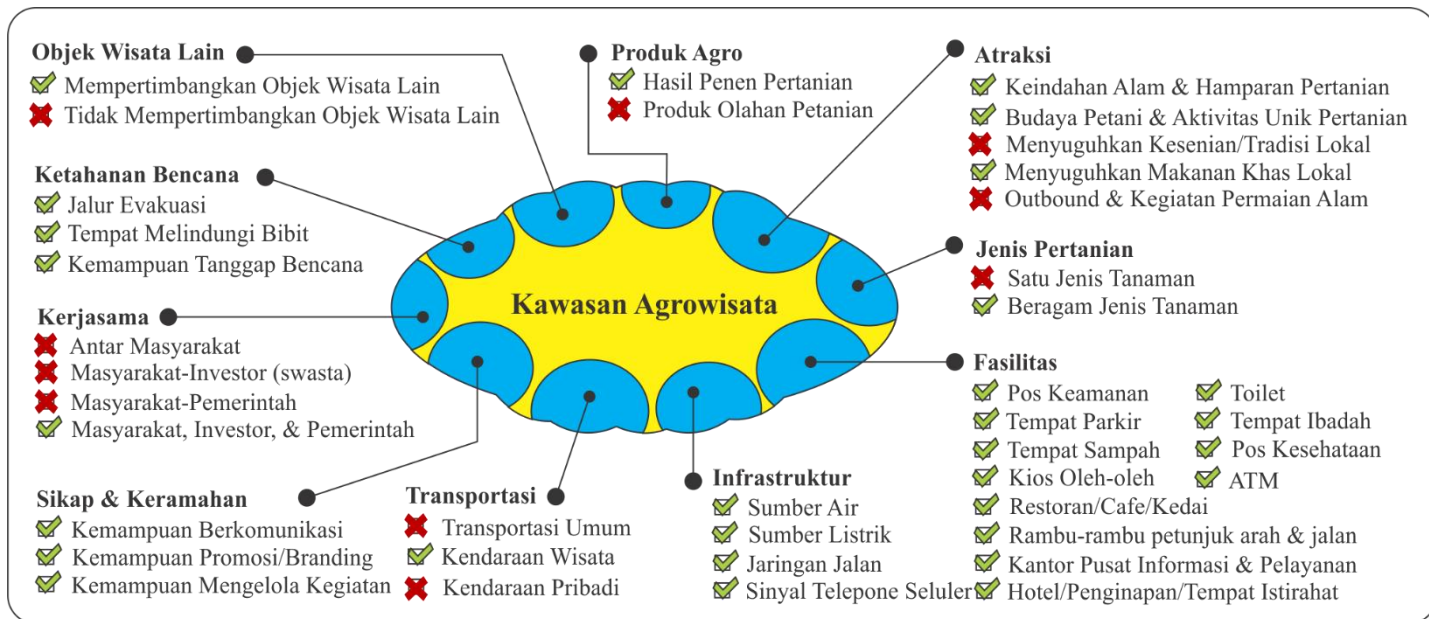 Objek Wisata Lain
Mempertimbangkan Objek Wisata Lain
Tidak Mempertimbangkan Objek Wisata Lain
Ketahanan Bencana
Jalur Evakuasi
Tempat Melindungi Bibit
Kemampuan Tanggap Bencana
Kerjasama
Antar Masyarakat
Masyarakat-Investor (swasta)
Masyarakat-Pemerintah
Masyarakat, Investor, & Pemerintah
Sikap & Keramahan
Kemampuan Berkomunikasi
Kemampuan Promosi/Branding
Kemampuan Mengelola Kegiatan
Produk Agro
Hasil Penen Pertanian
Produk Olahan Petanian
Kawasan Agrowisata
Transportasi
Transportasi Umum
Kendaraan Wisata
Kendaraan Pribadi
Infrastruktur
Sumber Air
Sumber Listrik
Jaringan Jalan
Sinyal Telepone Seluler
Atraksi
Keindahan Alam & Hamparan Pertanian
Budaya Petani & Aktivitas Unik Pertanian
Menyuguhkan Kesenian/Tradisi Lokal
Menyuguhkan Makanan Khas Lokal
Outbound & Kegiatan Permaian Alam
Jenis Pertanian
Satu Jenis Tanaman
Beragam Jenis Tanaman
Fasilitas
Pos Keamanan
Tempat Parkir
Tempat Sampah
Kios Oleh-oleh
Restoran/Cafe/Kedai
Rambu-rambu petunjuk arah & jalan
Kantor Pusat Informasi & Pelayanan
Hotel/Penginapan/Tempat Istirahat
Toilet
Tempat Ibadah
Pos Kesehataan
ATM